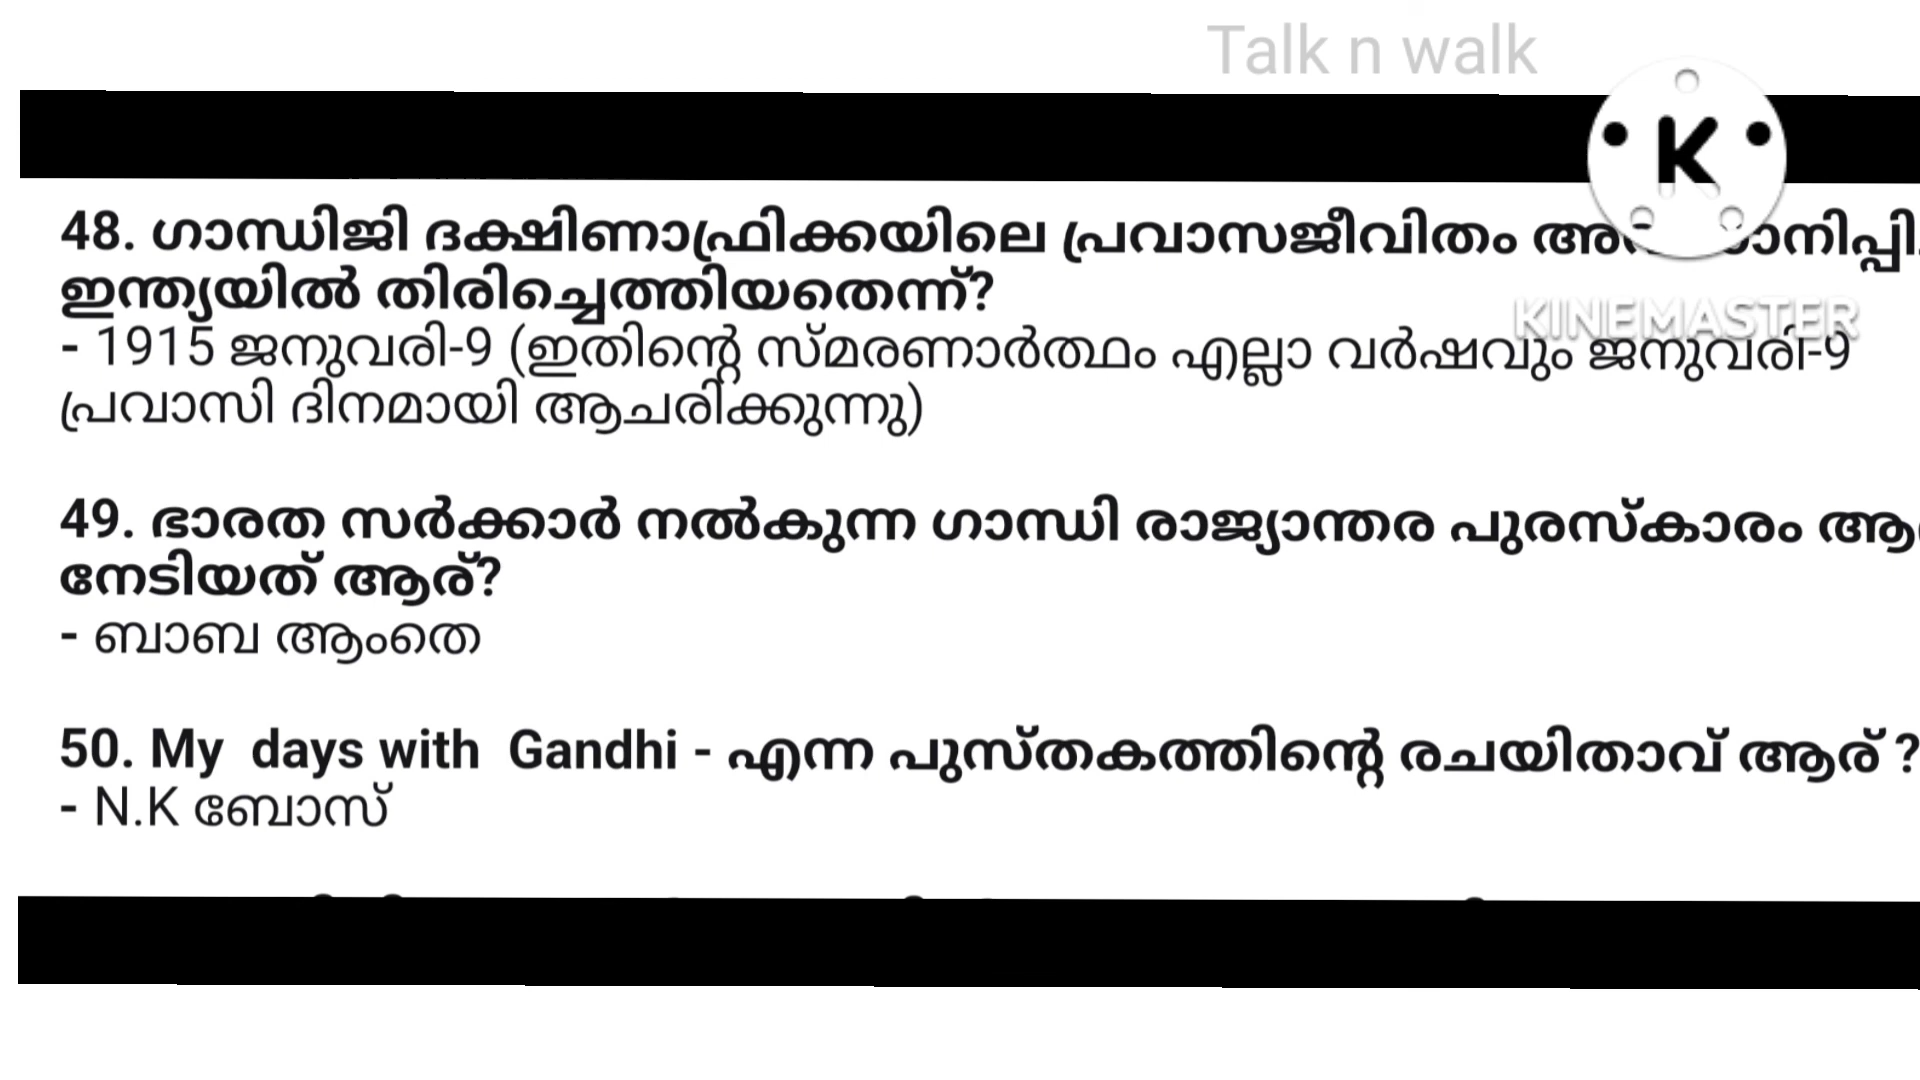 Talk n walk
K
48. ഗാന്ധിജി ദക്ഷിണാഫ്രിക്കയിലെ പ്രവാസജീവിതം
ഇന്ത്യയിൽ തിരിച്ചെത്തിയതെന്ന്?
KINEMASTER
- 1915 ജനുവരി-9 (ഇതിന്റെ സ്മരണാർത്ഥം എല്ലാ വർഷവും ജനുവരി-9
പ്രവാസി ദിനമായി ആചരിക്കുന്നു)
49. ഭാരത സർക്കാർ നൽകുന്ന ഗാന്ധി രാജ്യാന്തര പുരസ്കാരം
നേടിയത് ആര്?
- ബാബ ആംതെ
50. My days with Gandhi - എന്ന പുസ്തകത്തിന്റെ രചയിതാവ് ആര് ?
- N.K ബോസ്